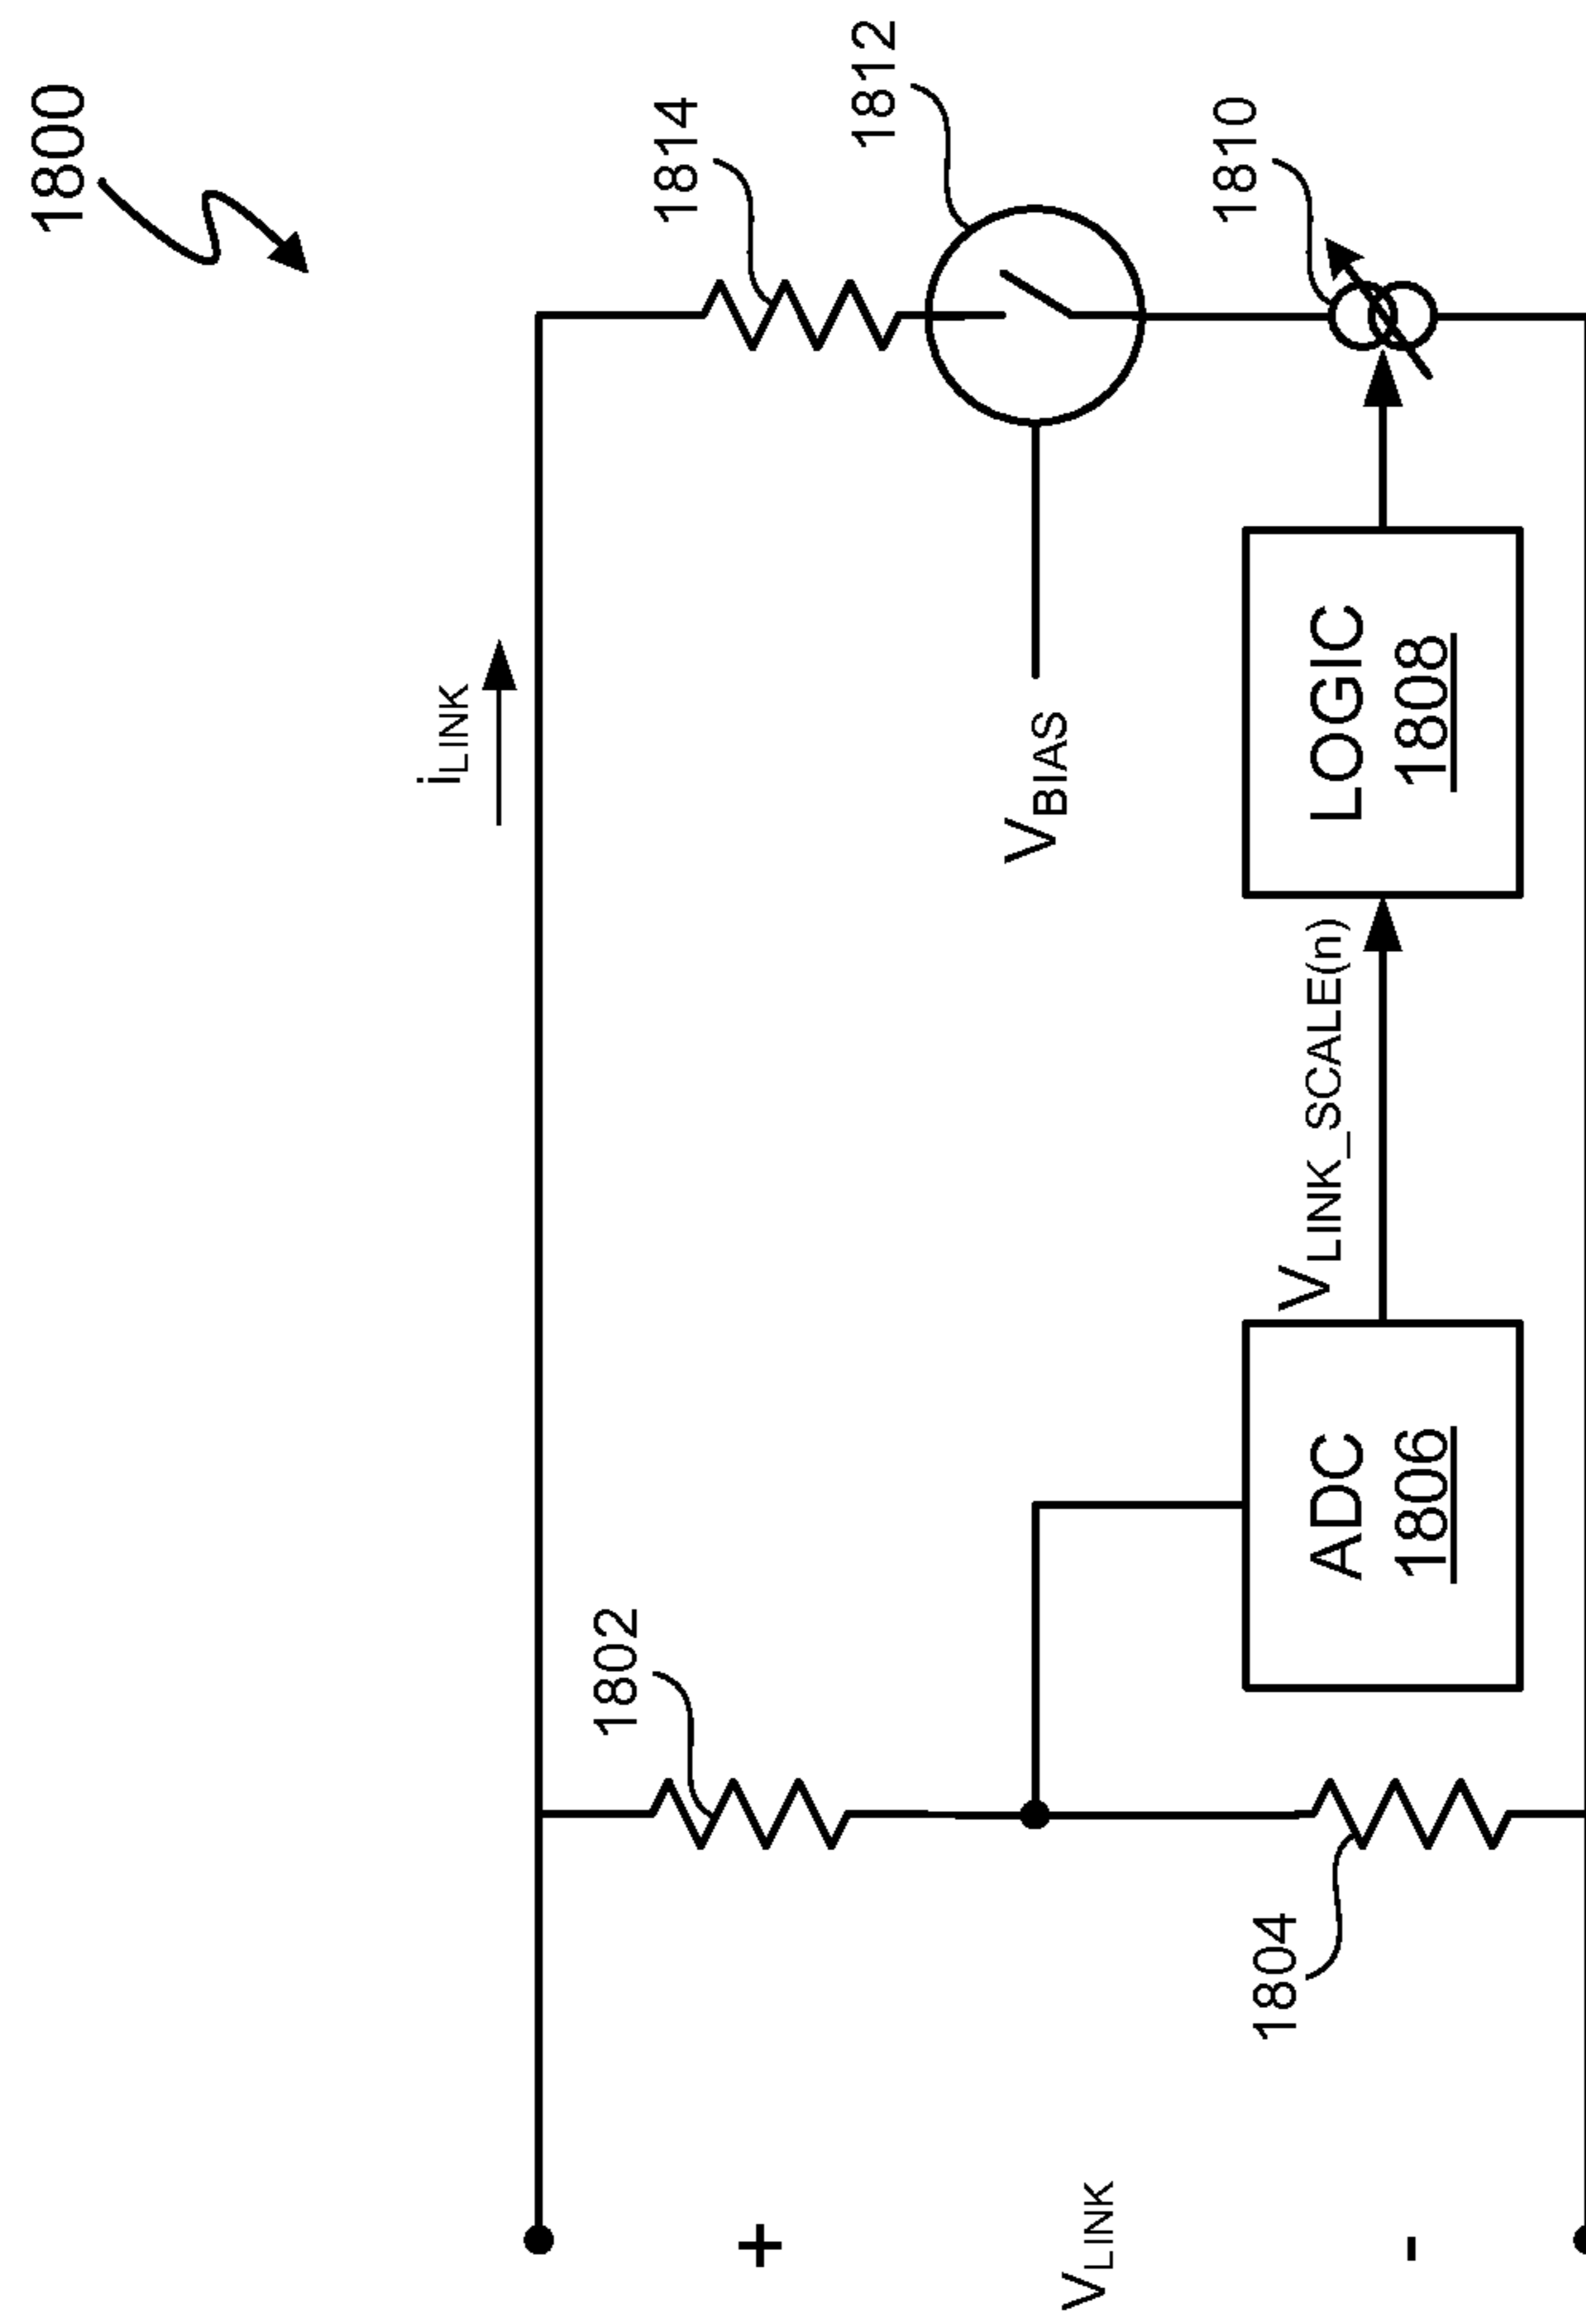 1800
iLINK
1814
1812
1810
1802
1804
VBIAS
VLINK
+
-
VLINK_SCALE(n)
ADC
1806
LOGIC
1808